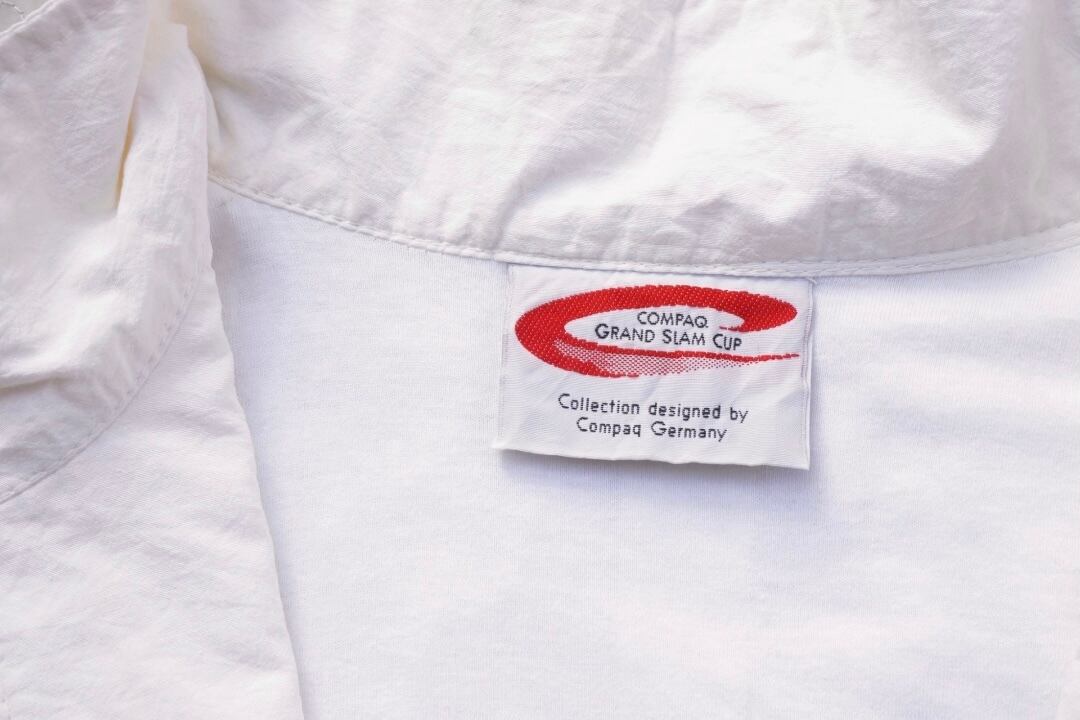 COMPAQ
GRAND SLAM CUP
Collection designed by
Compaq Germany